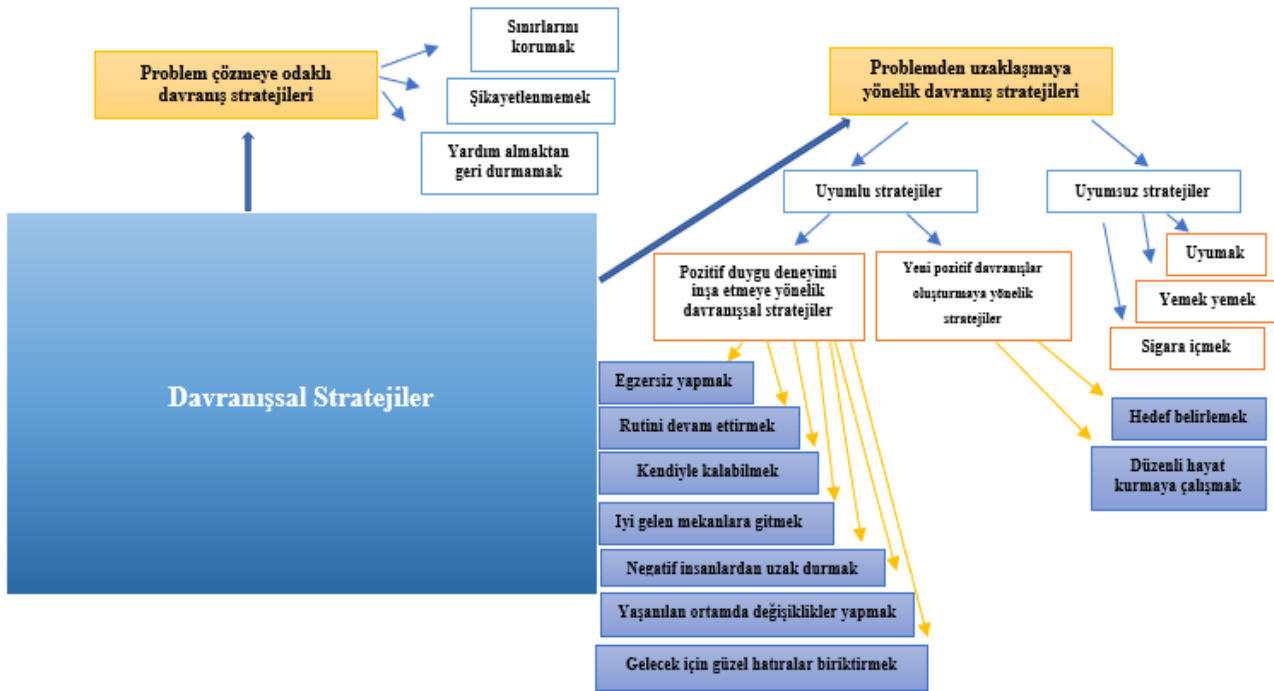 Problem çözmeye odaklı
davranış stratejileri
Sınırlarını
korumak
Şikayetlenmemek
Yardım almaktan
geri durmamak
Davranışsal Stratejiler
Problemden uzaklaşmaya
yönelik davranış stratejileri
Uyumlu stratejiler
Uyumsuz stratejiler
Pozitif duygu deneyimi
inşa etmeye yönelik
davranışsal stratejiler
Yeni pozitif davranışlar
oluşturmaya yönelik
stratejiler
Uyumak
Yemek yemek
Sigara içmek
Egzersiz yapmak
Rutini devam ettirmek
Kendiyle kalabilmek
Iyi gelen mekanlara gitmek
Negatif insanlardan uzak durmak
Yaşanılan ortamda değişiklikler yapmak
Gelecek için güzel hatıralar biriktirmek
Hedef belirlemek
Düzenli hayat
kurmaya çalışmak